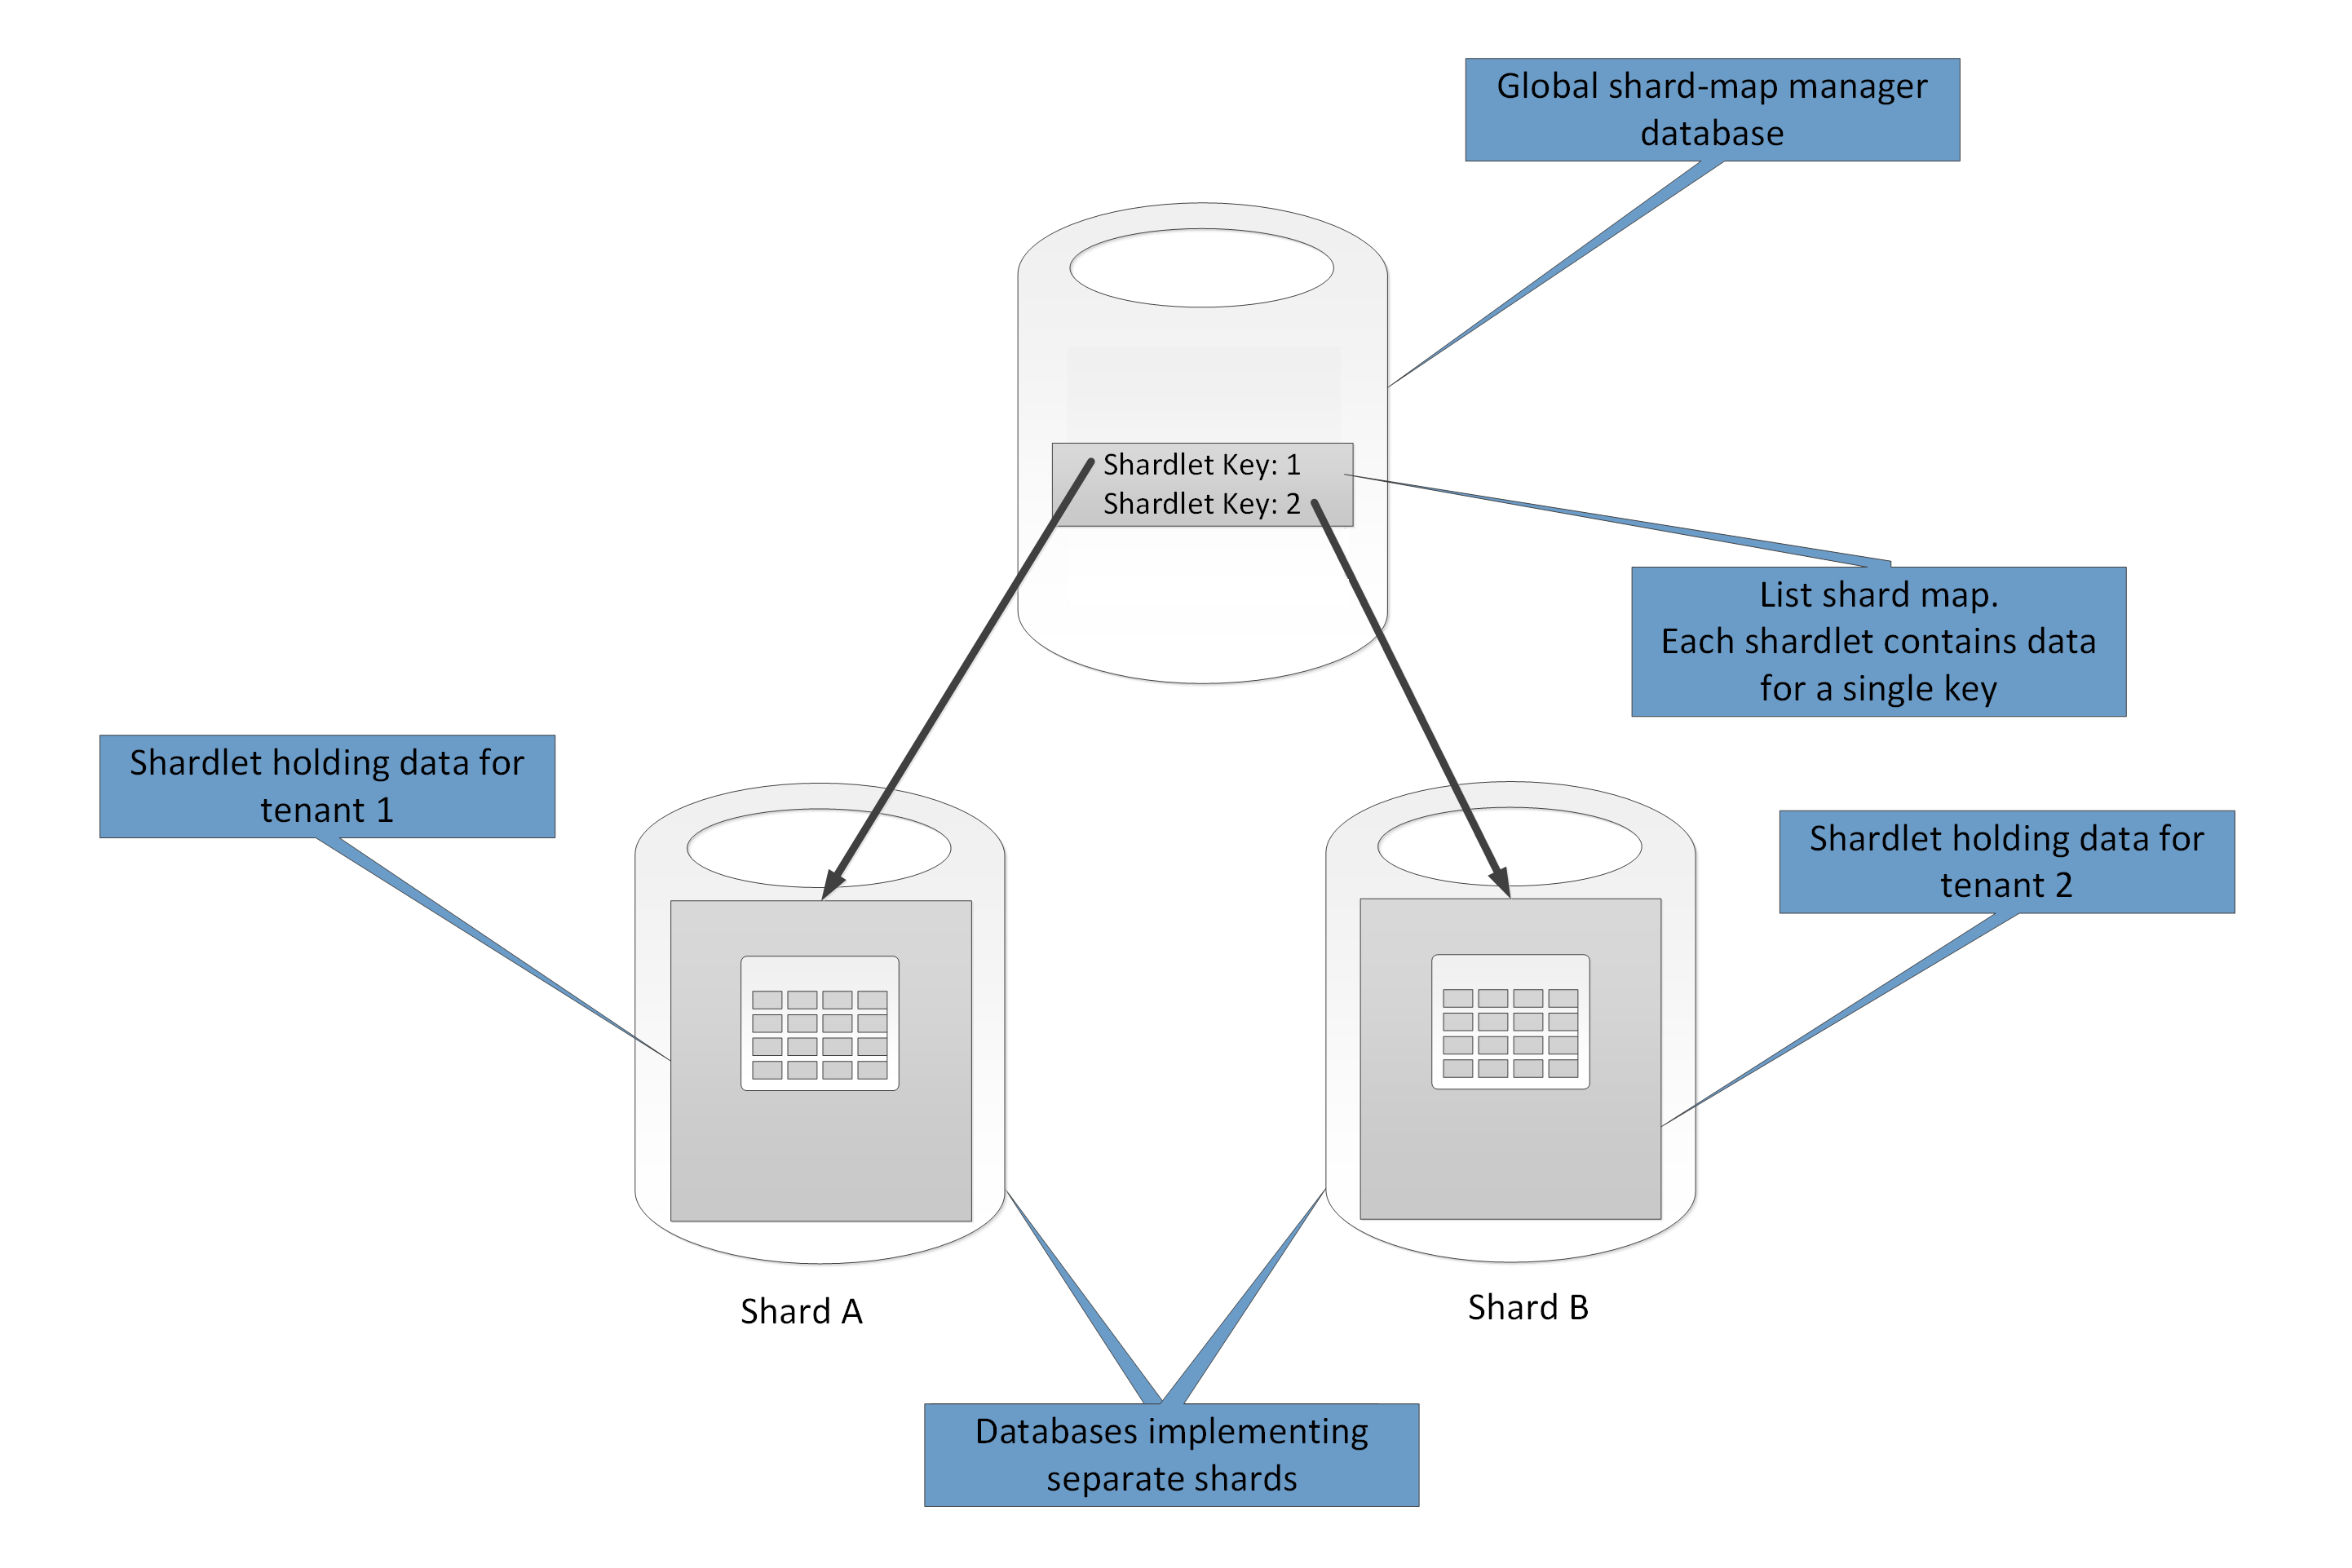 Global shard-map manager
database
Shardlet Key: 1
Shardlet Key: 2
List shard map.
Each shardlet contains data
for a single key
Shardlet holding data for
tenant 1
Shardlet holding data for
tenant 2
Shard A
Shard B
Databases implementing
separate shards